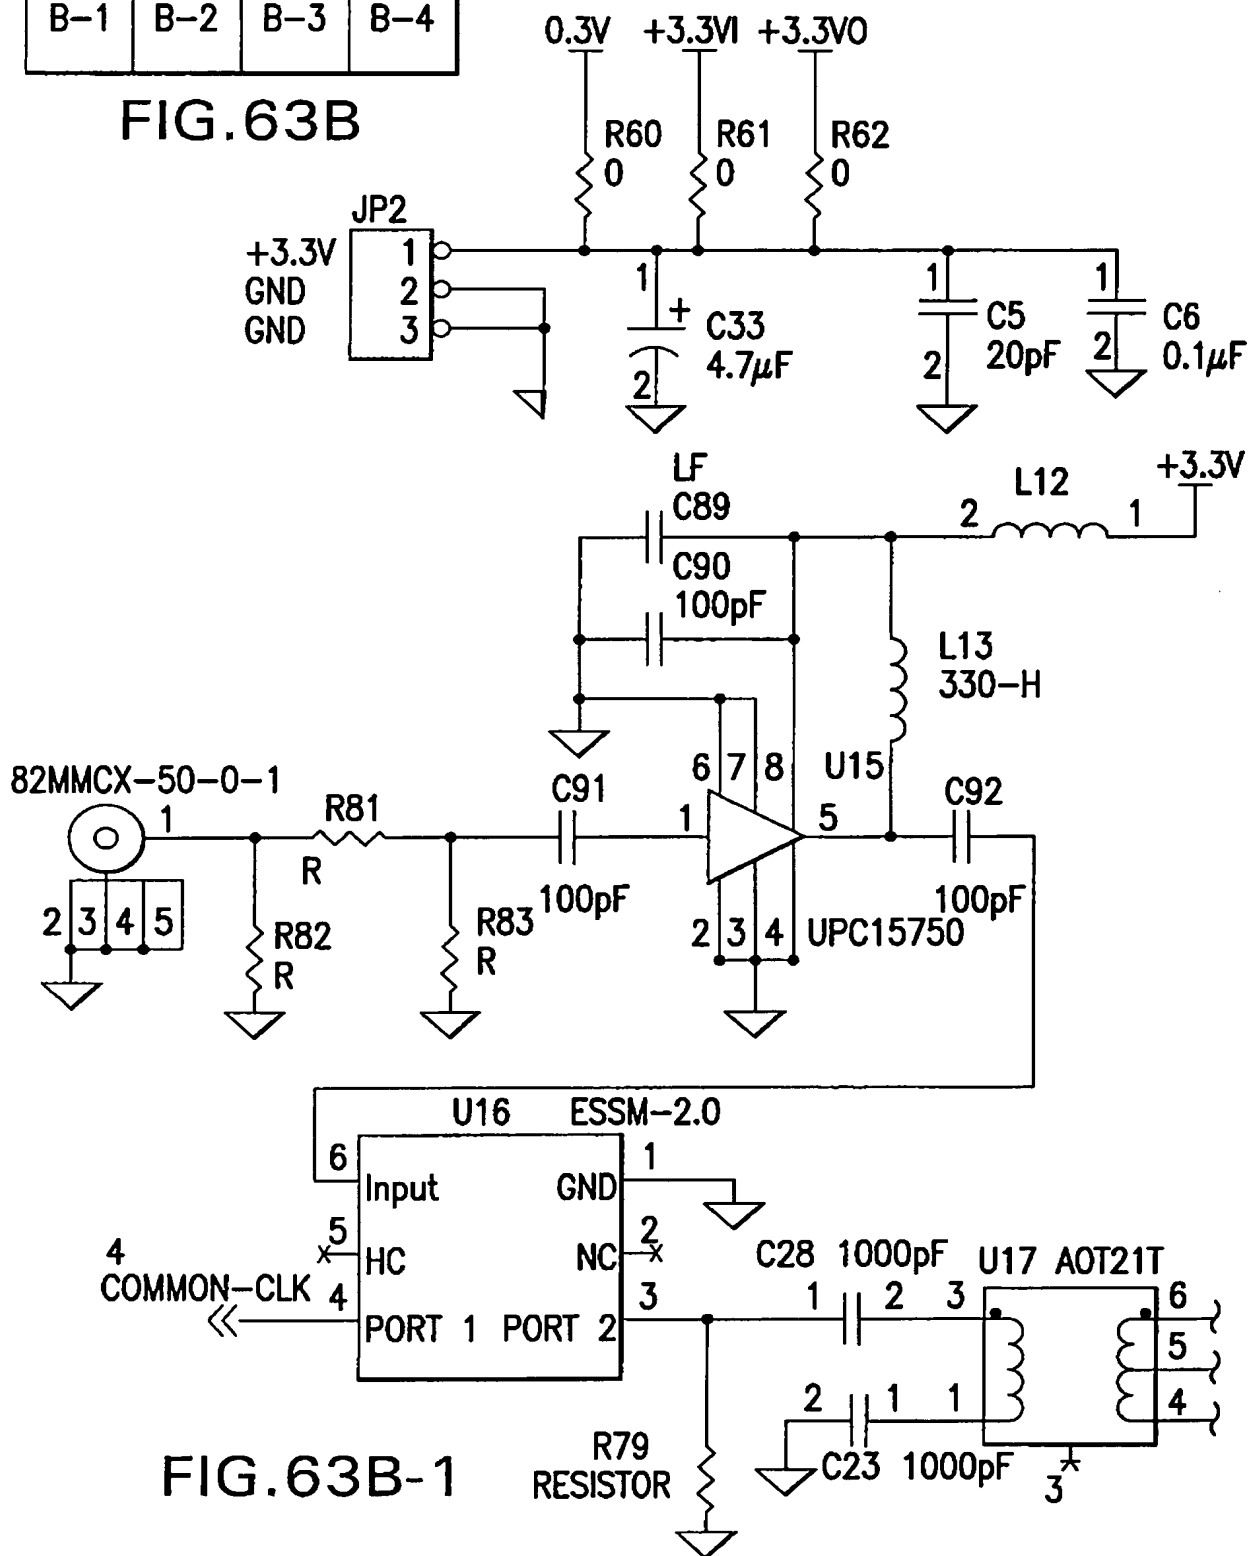 B-1 B-2 B-3 B-4
FIG.63B
0.3V +3.3VI +3.3VO
R60
0
R61
0
R62
0
JP2
+3.3V 1
GND 2
GND 3
1
+
C33
4.7µF
2
1
C5
20pF
2
1
C6
0.1µF
2
LF
C89
C90
100pF
L12
2 1
+3.3V
L13
330-H
82MMCX-50-0-1
1
2 3 4 5
R81
R
R82
R
R83
R
C91
100pF
6 7 8
U15
1 5
2 3 4
UPC15750
C92
100pF
U16 ESSM-2.0
6 Input
GND 1
5 HC
NC 2
4
COMMON-CLK 4
PORT 1 PORT 2
3
C28 1000pF
1 2
U17 AOT21T
3 6
5
1 4
3
2 1
C23 1000pF
R79
RESISTOR
FIG.63B-1